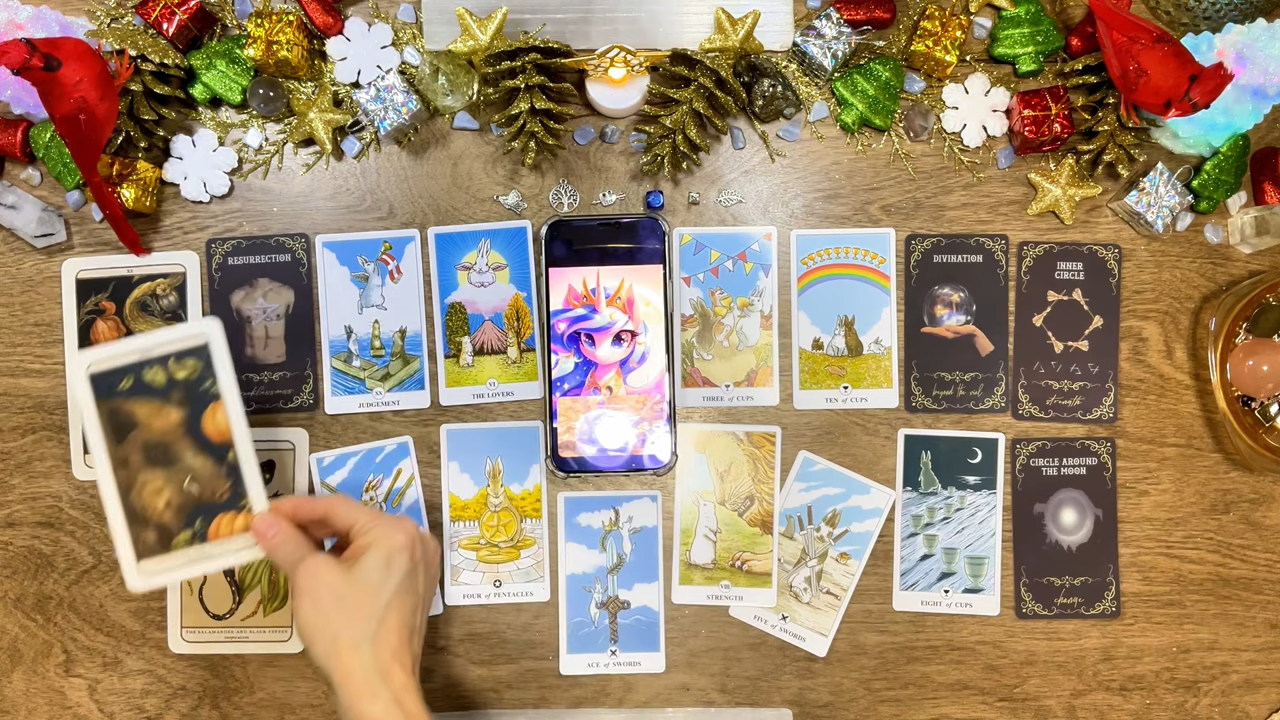 XX
RESURRECTION
XX
JUDGEMENT
VI
THE LOVERS
THREE of CUPS
TEN of CUPS
DIVINATION
beyond the veil
INNER
CIRCLE
strength
THE SALAMANDER AND BLACK PEPPER
cooperation
FOUR of PENTACLES
ACE of SWORDS
VIII
STRENGTH
FIVE of SWORDS
EIGHT of CUPS
CIRCLE AROUND
THE MOON
change